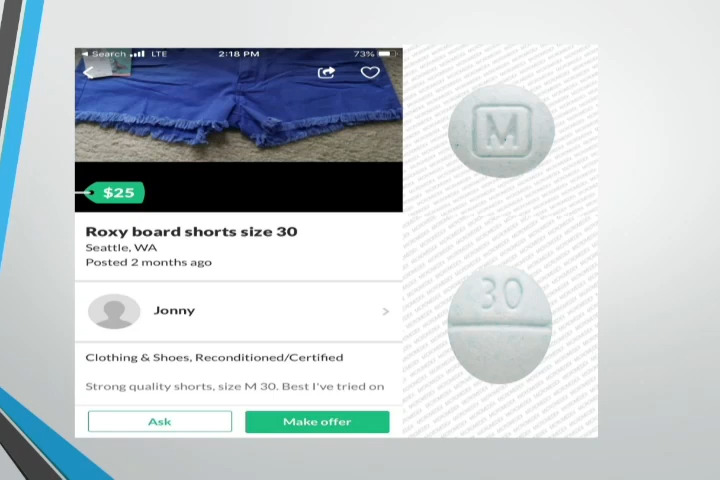 Search
LTE
2:18 PM
73%
$25
Roxy board shorts size 30
Seattle, WA
Posted 2 months ago
Jonny
Clothing & Shoes, Reconditioned/Certified
Strong quality shorts, size M 30. Best I've tried on
Ask
Make offer
M
30